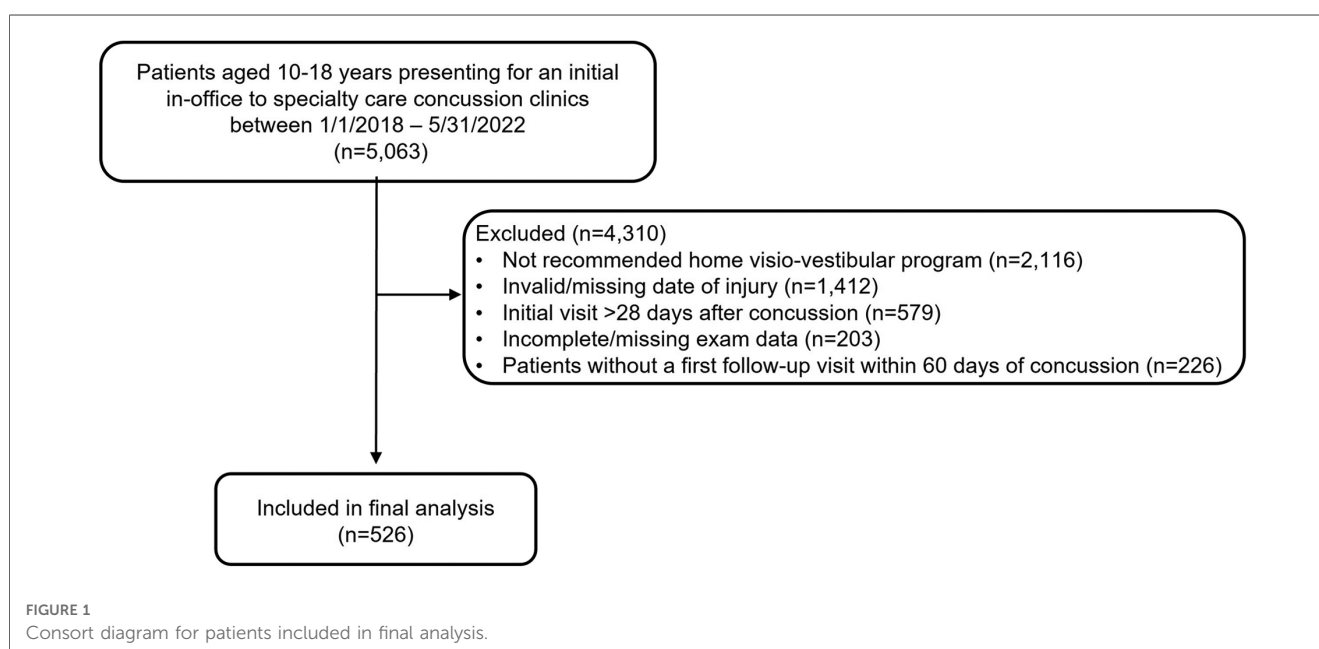 Patients aged 10-18 years presenting for an initial
in-office to specialty care concussion clinics
between 1/1/2018 – 5/31/2022
(n=5,063)
Excluded (n=4,310)
• Not recommended home visio-vestibular program (n=2,116)
• Invalid/missing date of injury (n=1,412)
• Initial visit >28 days after concussion (n=579)
• Incomplete/missing exam data (n=203)
• Patients without a first follow-up visit within 60 days of concussion (n=226)
Included in final analysis
(n=526)
FIGURE 1
Consort diagram for patients included in final analysis.